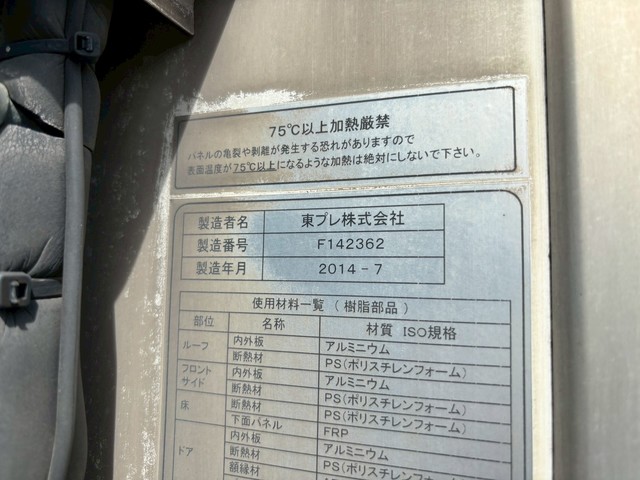 75℃以上加熱厳禁
パネルの亀裂や剥離が発生する恐れがありますので
表面温度が75℃以上になるような加熱は絶対にしないで下さい。
製造者名 東プレ株式会社
製造番号 F142362
製造年月 2014-7
使用材料一覧（樹脂部品）
部位 名称 材質 ISO規格
ルーフ 内外板 アルミニウム
断熱材 PS(ポリスチレンフォーム)
フロント サイド 内外板 アルミニウム
断熱材 PS(ポリスチレンフォーム)
床 断熱材 PS(ポリスチレンフォーム)
下面パネル FRP
ドア 内外板 アルミニウム
断熱材 PS(ポリスチレンフォーム)
額縁材